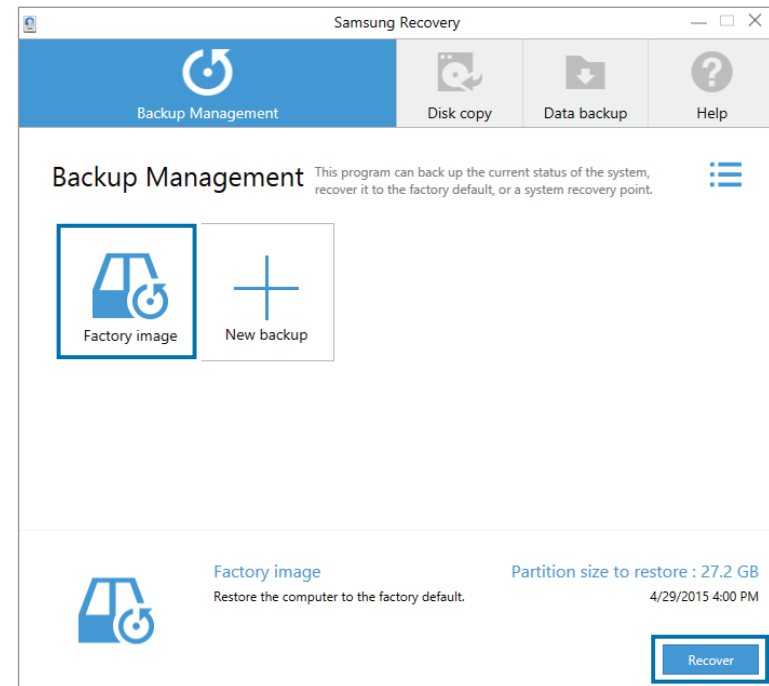 Samsung Recovery
Backup Management
Disk copy
Data backup
Help
Backup Management
This program can back up the current status of the system,
recover it to the factory default, or a system recovery point.
Factory image
New backup
Factory image
Partition size to restore : 27.2 GB
Restore the computer to the factory default.
4/29/2015 4:00 PM
Recover